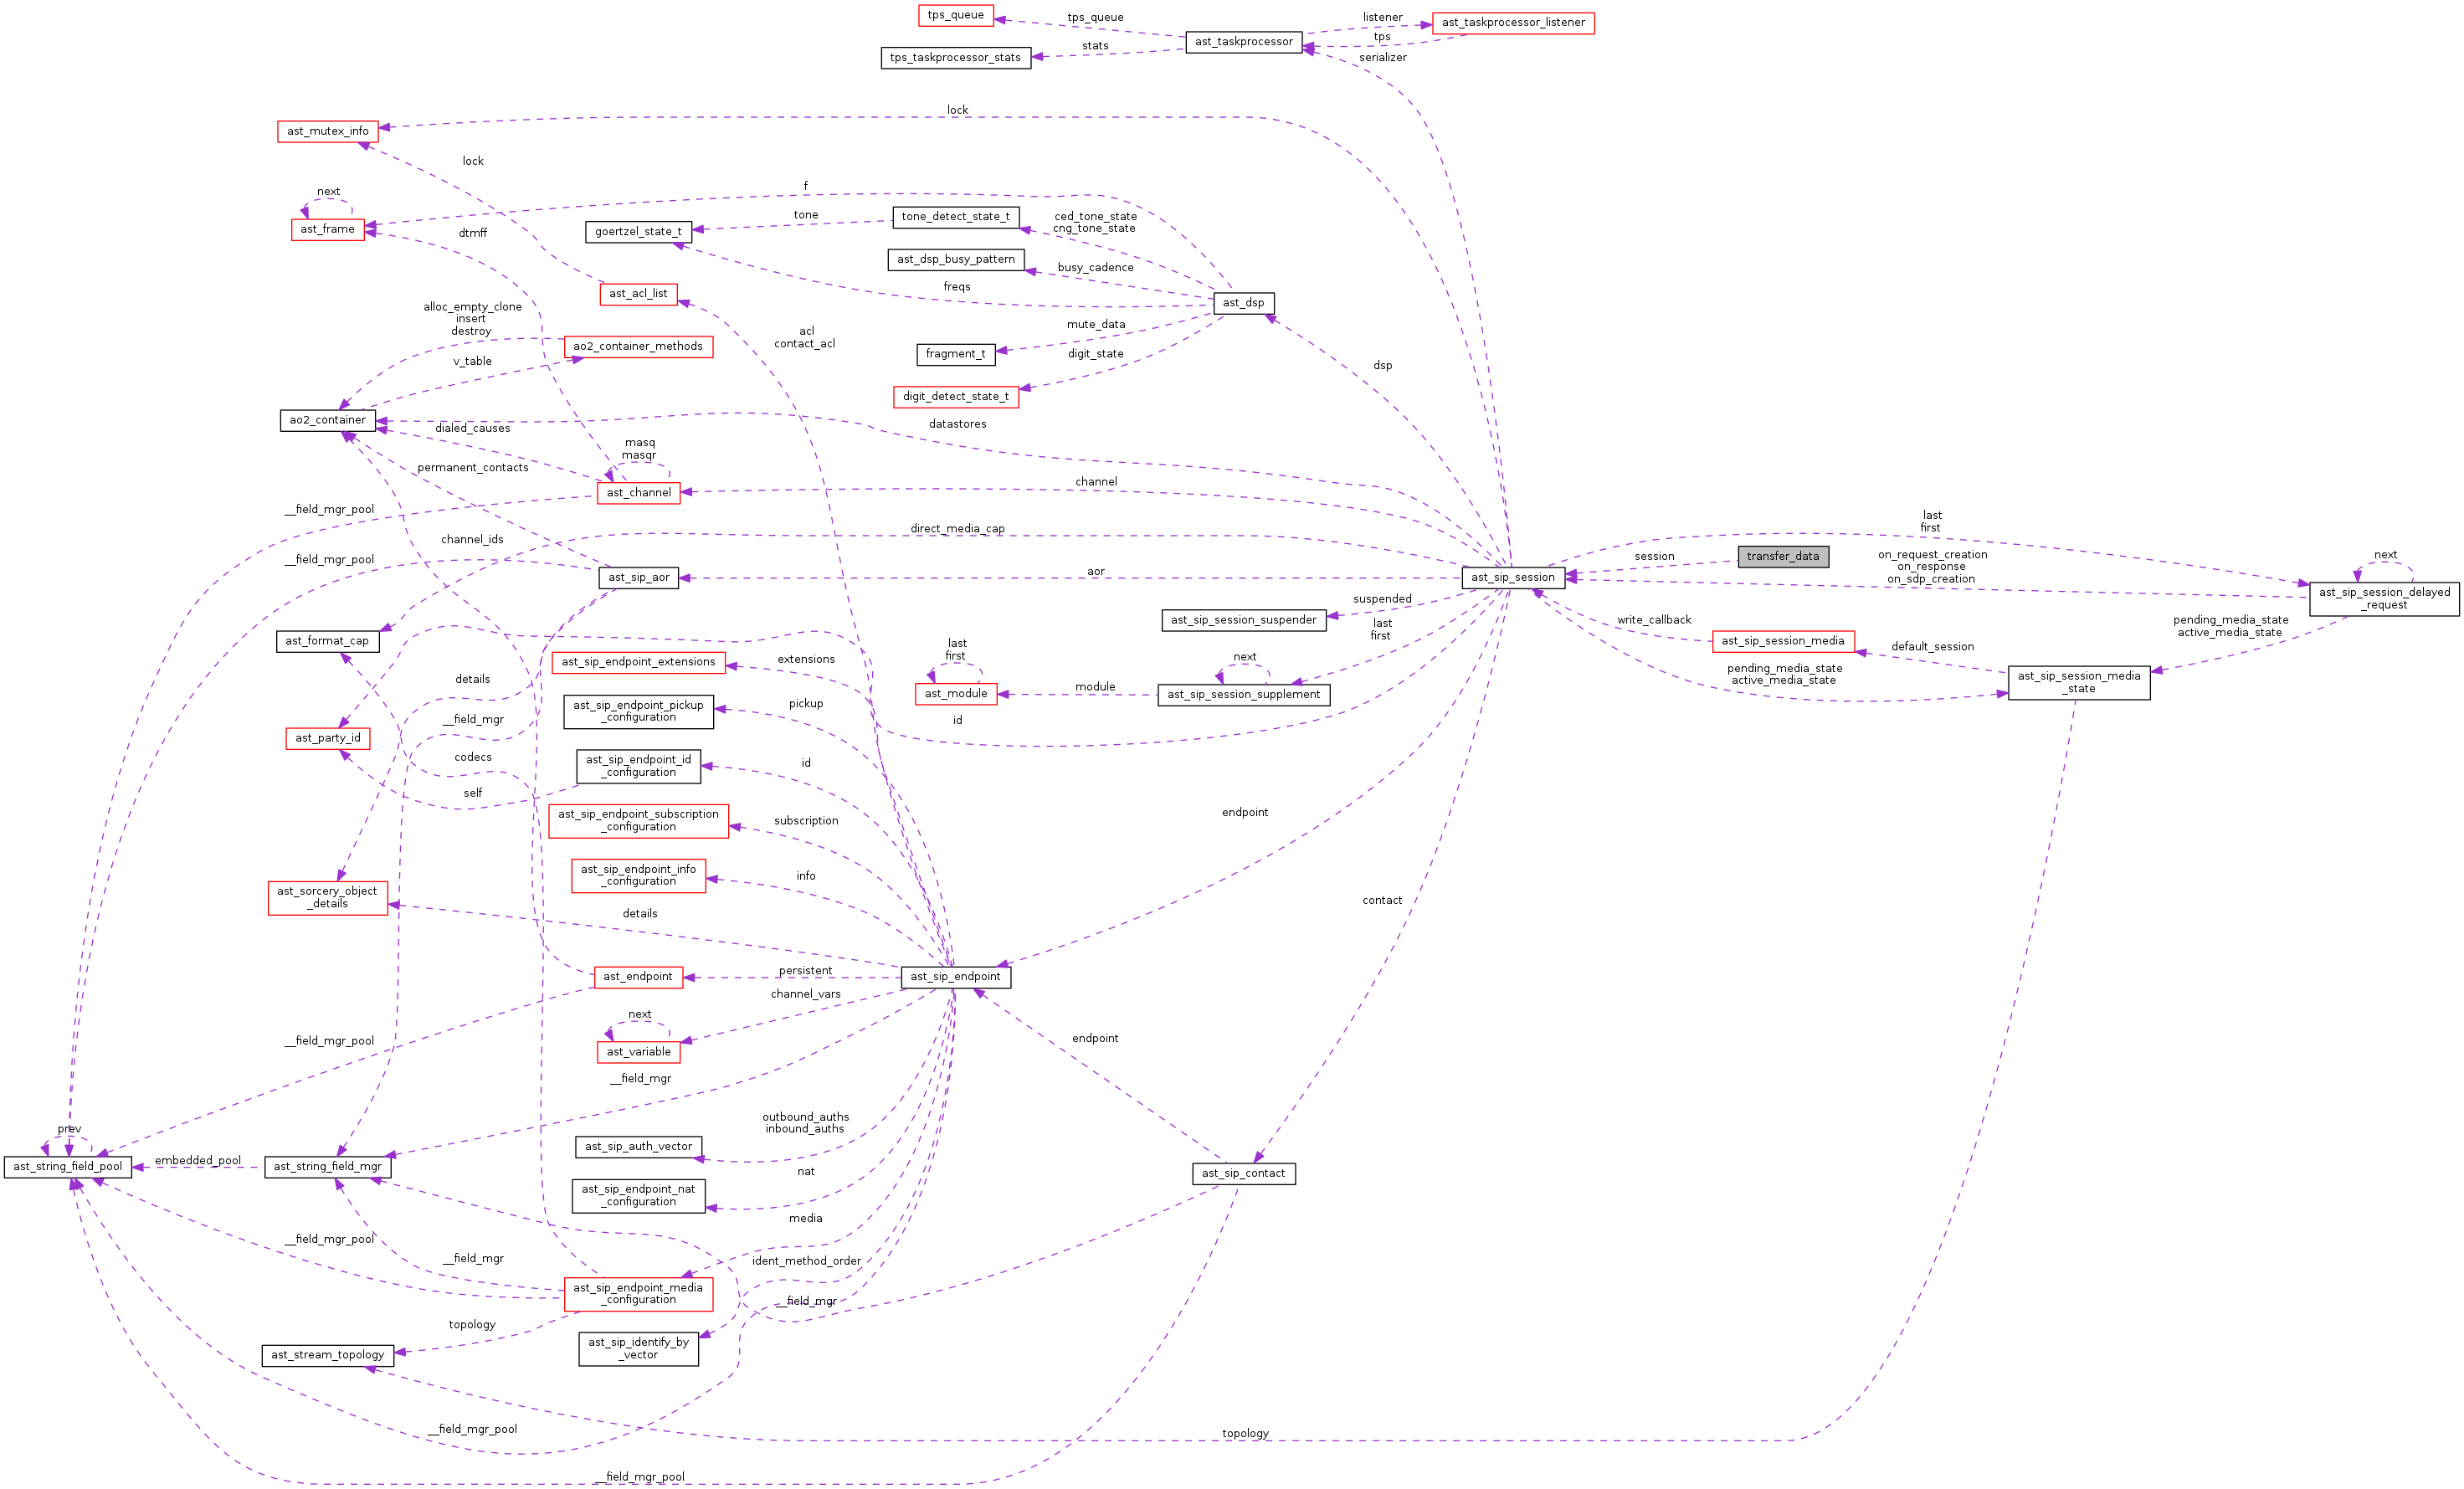 tps_queue
tps_queue
listener
ast_taskprocessor_listener
ast_taskprocessor
tps
stats
tps_taskprocessor_stats
serializer
lock
ast_mutex_info
lock
next
f
ast_frame
dtmff
goertzel_state_t
tone
tone_detect_state_t
ced_tone_state
cng_tone_state
ast_dsp_busy_pattern
busy_cadence
freqs
ast_acl_list
ast_dsp
alloc_empty_clone
insert
destroy
acl
contact_acl
mute_data
ao2_container_methods
fragment_t
digit_state
v_table
dsp
digit_detect_state_t
ao2_container
datastores
dialed_causes
masq
masqr
permanent_contacts
ast_channel
channel
__field_mgr_pool
direct_media_cap
last
first
channel_ids
__field_mgr_pool
session
transfer_data
on_request_creation
on_response
on_sdp_creation
next
ast_sip_aor
aor
ast_sip_session
ast_sip_session_delayed
_request
suspended
ast_sip_session_suspender
write_callback
last
first
pending_media_state
active_media_state
ast_format_cap
ast_sip_session_media
default_session
ast_sip_endpoint_extensions
extensions
last
first
next
pending_media_state
active_media_state
details
ast_module
module
ast_sip_session_supplement
ast_sip_session_media
_state
ast_sip_endpoint_pickup
_configuration
pickup
__field_mgr
id
ast_party_id
codecs
ast_sip_endpoint_id
_configuration
id
self
ast_sip_endpoint_subscription
_configuration
subscription
endpoint
ast_sip_endpoint_info
_configuration
info
ast_sorcery_object
_details
contact
details
ast_endpoint
persistent
ast_sip_endpoint
channel_vars
next
__field_mgr_pool
ast_variable
endpoint
__field_mgr
outbound_auths
inbound_auths
prev
ast_sip_auth_vector
ast_string_field_pool
embedded_pool
ast_string_field_mgr
nat
ast_sip_contact
ast_sip_endpoint_nat
_configuration
media
__field_mgr_pool
__field_mgr
ident_method_order
ast_sip_endpoint_media
_configuration
__field_mgr
topology
ast_sip_identify_by
_vector
ast_stream_topology
__field_mgr_pool
topology
__field_mgr_pool